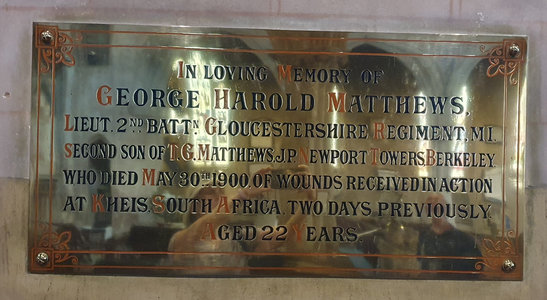 In Loving Memory of
George Harold Matthews,
Lieut. 2nd Battn Gloucestershire Regiment, M.I.
Second son of T.G. Matthews, J.P. Newport Towers Berkeley.
who died May 30th 1900, of wounds received in action
at Kheis, South Africa, two days previously.
Aged 22 Years.